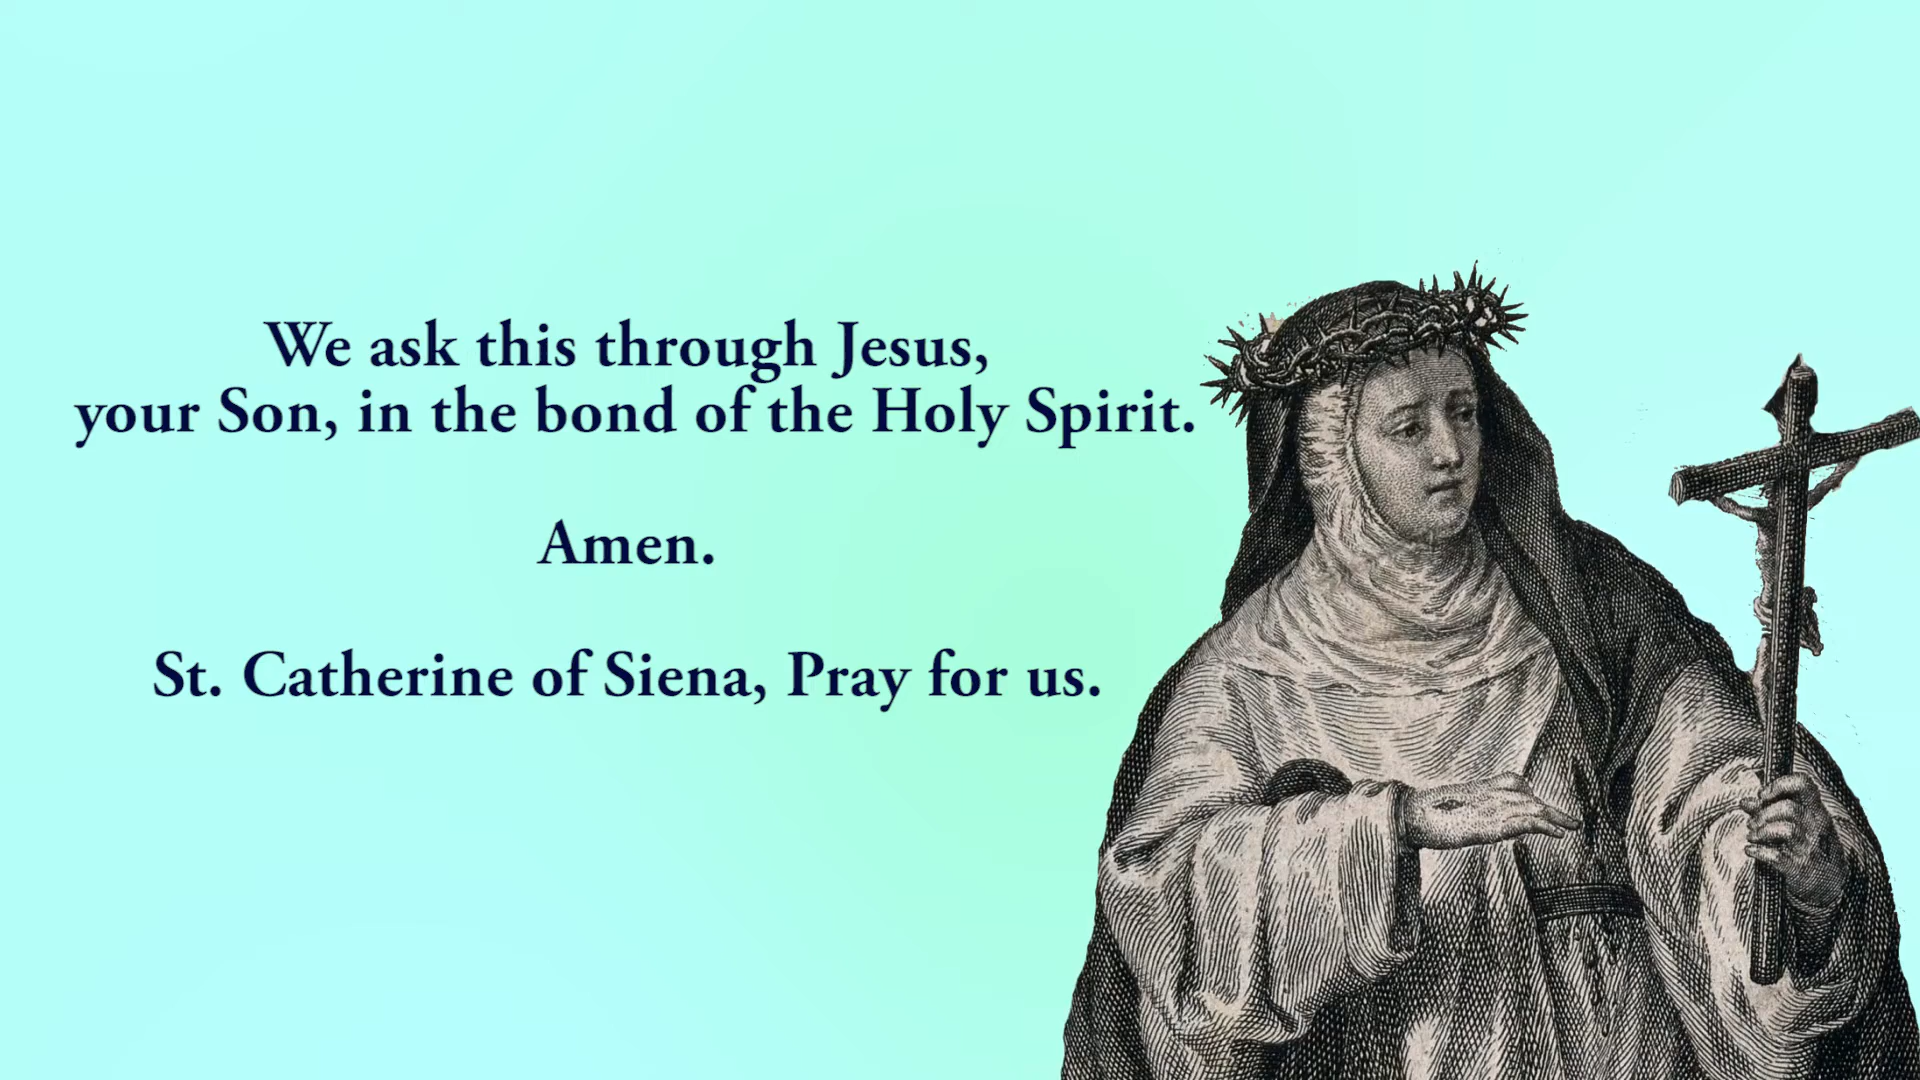 We ask this through Jesus,
your Son, in the bond of the Holy Spirit.
Amen.
St. Catherine of Siena, Pray for us.